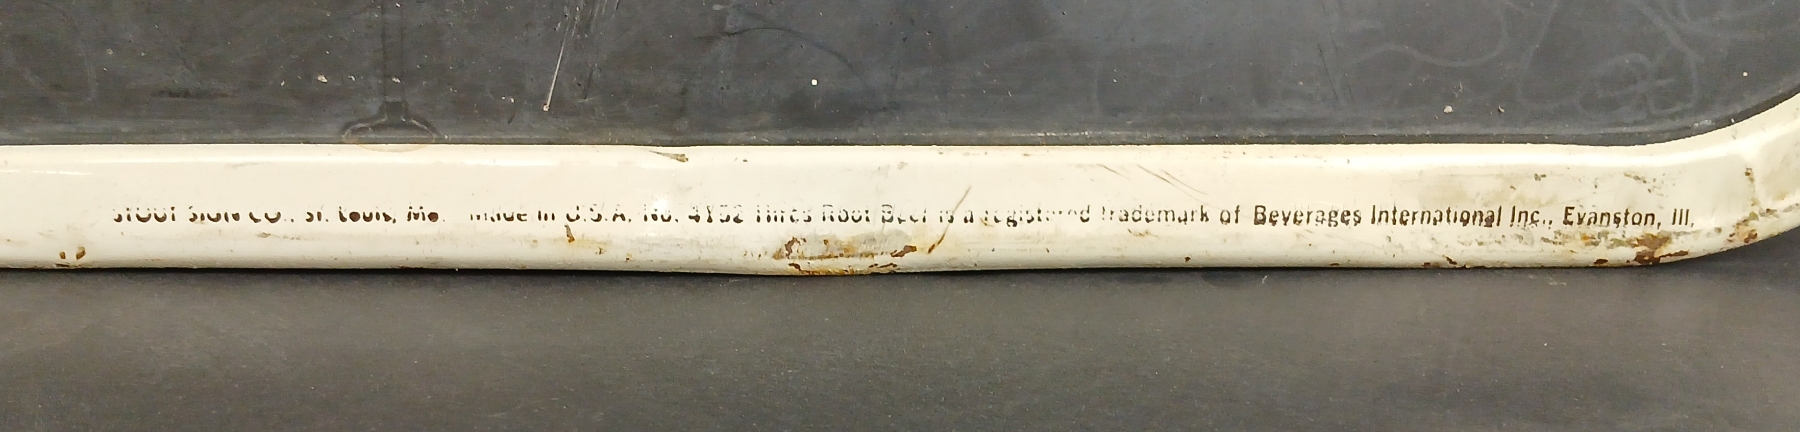 STOUT SIGN CO., St. Louis, Mo. Made in U.S.A. No. 4152 Hires Root Beer is a registered trademark of Beverages International Inc., Evanston, Ill.